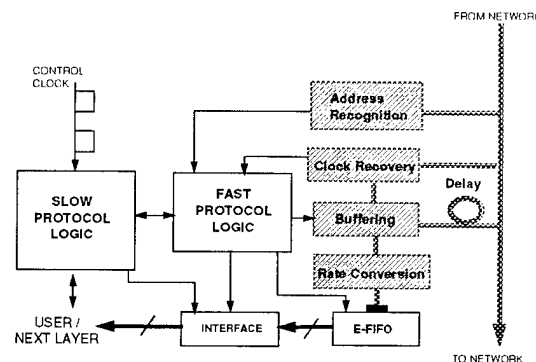 FROM NETWORK
CONTROL
CLOCK
Address
Recognition
Clock Recovery
Delay
SLOW
PROTOCOL
LOGIC
FAST
PROTOCOL
LOGIC
Buffering
Rate Conversion
USER /
NEXT LAYER
INTERFACE
E-FIFO
TO NETWORK